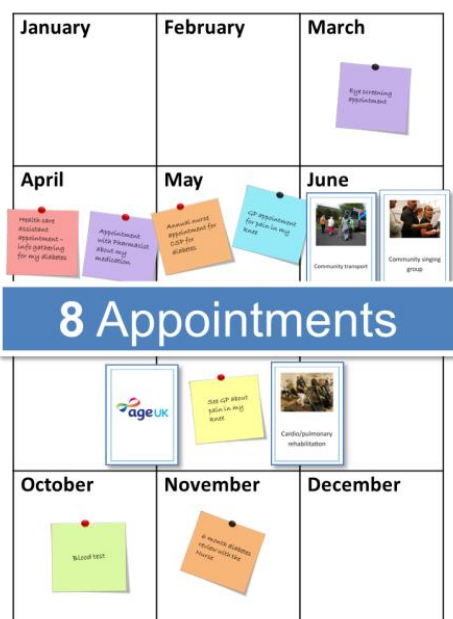 January
February
March
Eye screening
appointment
April
May
June
Health care
assistant
appointment -
info gathering
for my diabetes
Appointment
with Pharmacist
about my
medication
Annual nurse
appointment for
CSP for
diabetes
GP appointment
for pain in my
knee
Community transport
Community singing
group
8 Appointments
ageUK
See GP about
pain in my
knee
Cardio/pulmonary
rehabilitation
October
November
December
Blood test
6 month diabetes
review with the
Nurse